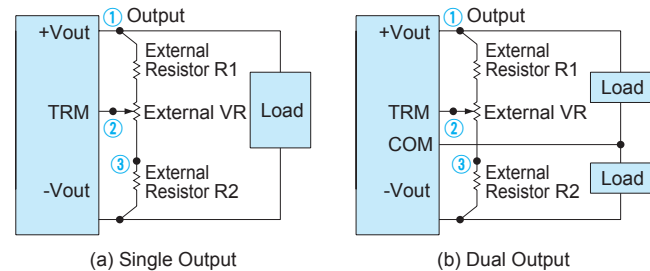 ① Output
+Vout
External
Resistor R1
TRM
External VR
Load
②
③
External
Resistor R2
-Vout
(a) Single Output
① Output
+Vout
External
Resistor R1
Load
TRM
External VR
②
COM
③
External
Resistor R2
Load
-Vout
(b) Dual Output